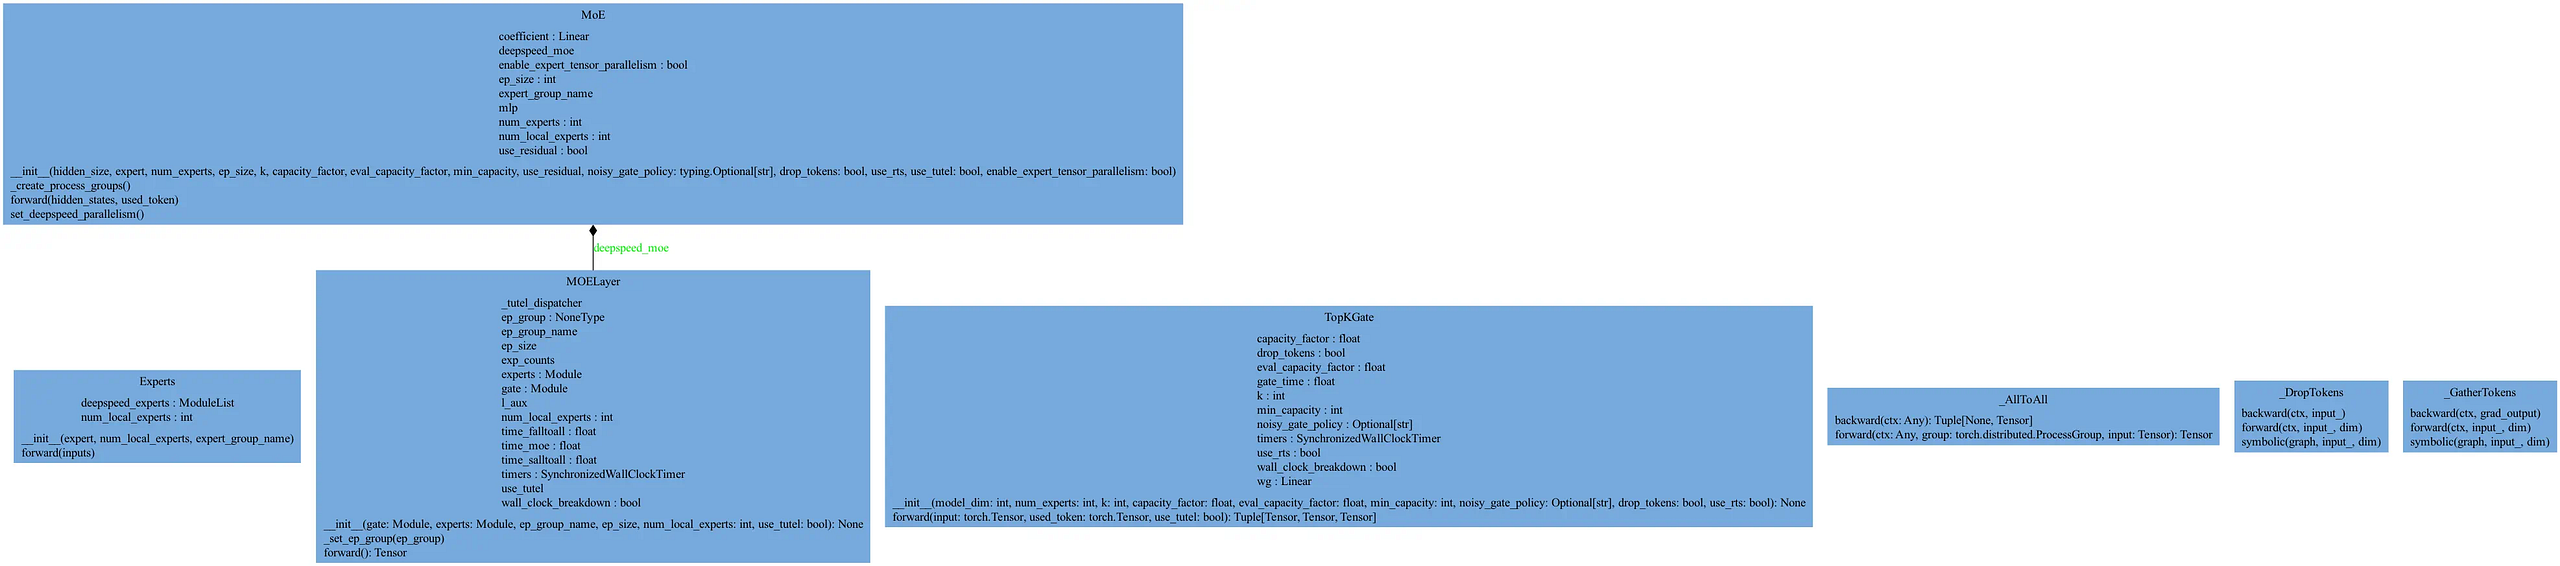 MoE
coefficient : Linear
deepspeed_moe
enable_expert_tensor_parallelism : bool
ep_size : int
expert_group_name
mlp
num_experts : int
num_local_experts : int
use_residual : bool
__init__(hidden_size, expert, num_experts, ep_size, k, capacity_factor, eval_capacity_factor, min_capacity, use_residual, noisy_gate_policy: typing.Optional[str], drop_tokens: bool, use_rts, use_tutel: bool, enable_expert_tensor_parallelism: bool)
_create_process_groups()
forward(hidden_states, used_token)
set_deepspeed_parallelism()
deepspeed_moe
Experts
deepspeed_experts : ModuleList
num_local_experts : int
__init__(expert, num_local_experts, expert_group_name)
forward(inputs)
MOELayer
_tutel_dispatcher
ep_group : NoneType
ep_group_name
ep_size
exp_counts
experts : Module
gate : Module
l_aux
num_local_experts : int
time_falltoall : float
time_moe : float
time_salltoall : float
timers : SynchronizedWallClockTimer
use_tutel
wall_clock_breakdown : bool
__init__(gate: Module, experts: Module, ep_group_name, ep_size, num_local_experts: int, use_tutel: bool): None
_set_ep_group(ep_group)
forward(): Tensor
TopKGate
capacity_factor : float
drop_tokens : bool
eval_capacity_factor : float
gate_time : float
k : int
min_capacity : int
noisy_gate_policy : Optional[str]
timers : SynchronizedWallClockTimer
use_rts : bool
wall_clock_breakdown : bool
wg : Linear
__init__(model_dim: int, num_experts: int, k: int, capacity_factor: float, eval_capacity_factor: float, min_capacity: int, noisy_gate_policy: Optional[str], drop_tokens: bool, use_rts: bool): None
forward(input: torch.Tensor, used_token: torch.Tensor, use_tutel: bool): Tuple[Tensor, Tensor, Tensor]
_AllToAll
backward(ctx: Any): Tuple[None, Tensor]
forward(ctx: Any, group: torch.distributed.ProcessGroup, input: Tensor): Tensor
_DropTokens
backward(ctx, input_)
forward(ctx, input_, dim)
symbolic(graph, input_, dim)
_GatherTokens
backward(ctx, grad_output)
forward(ctx, input_, dim)
symbolic(graph, input_, dim)